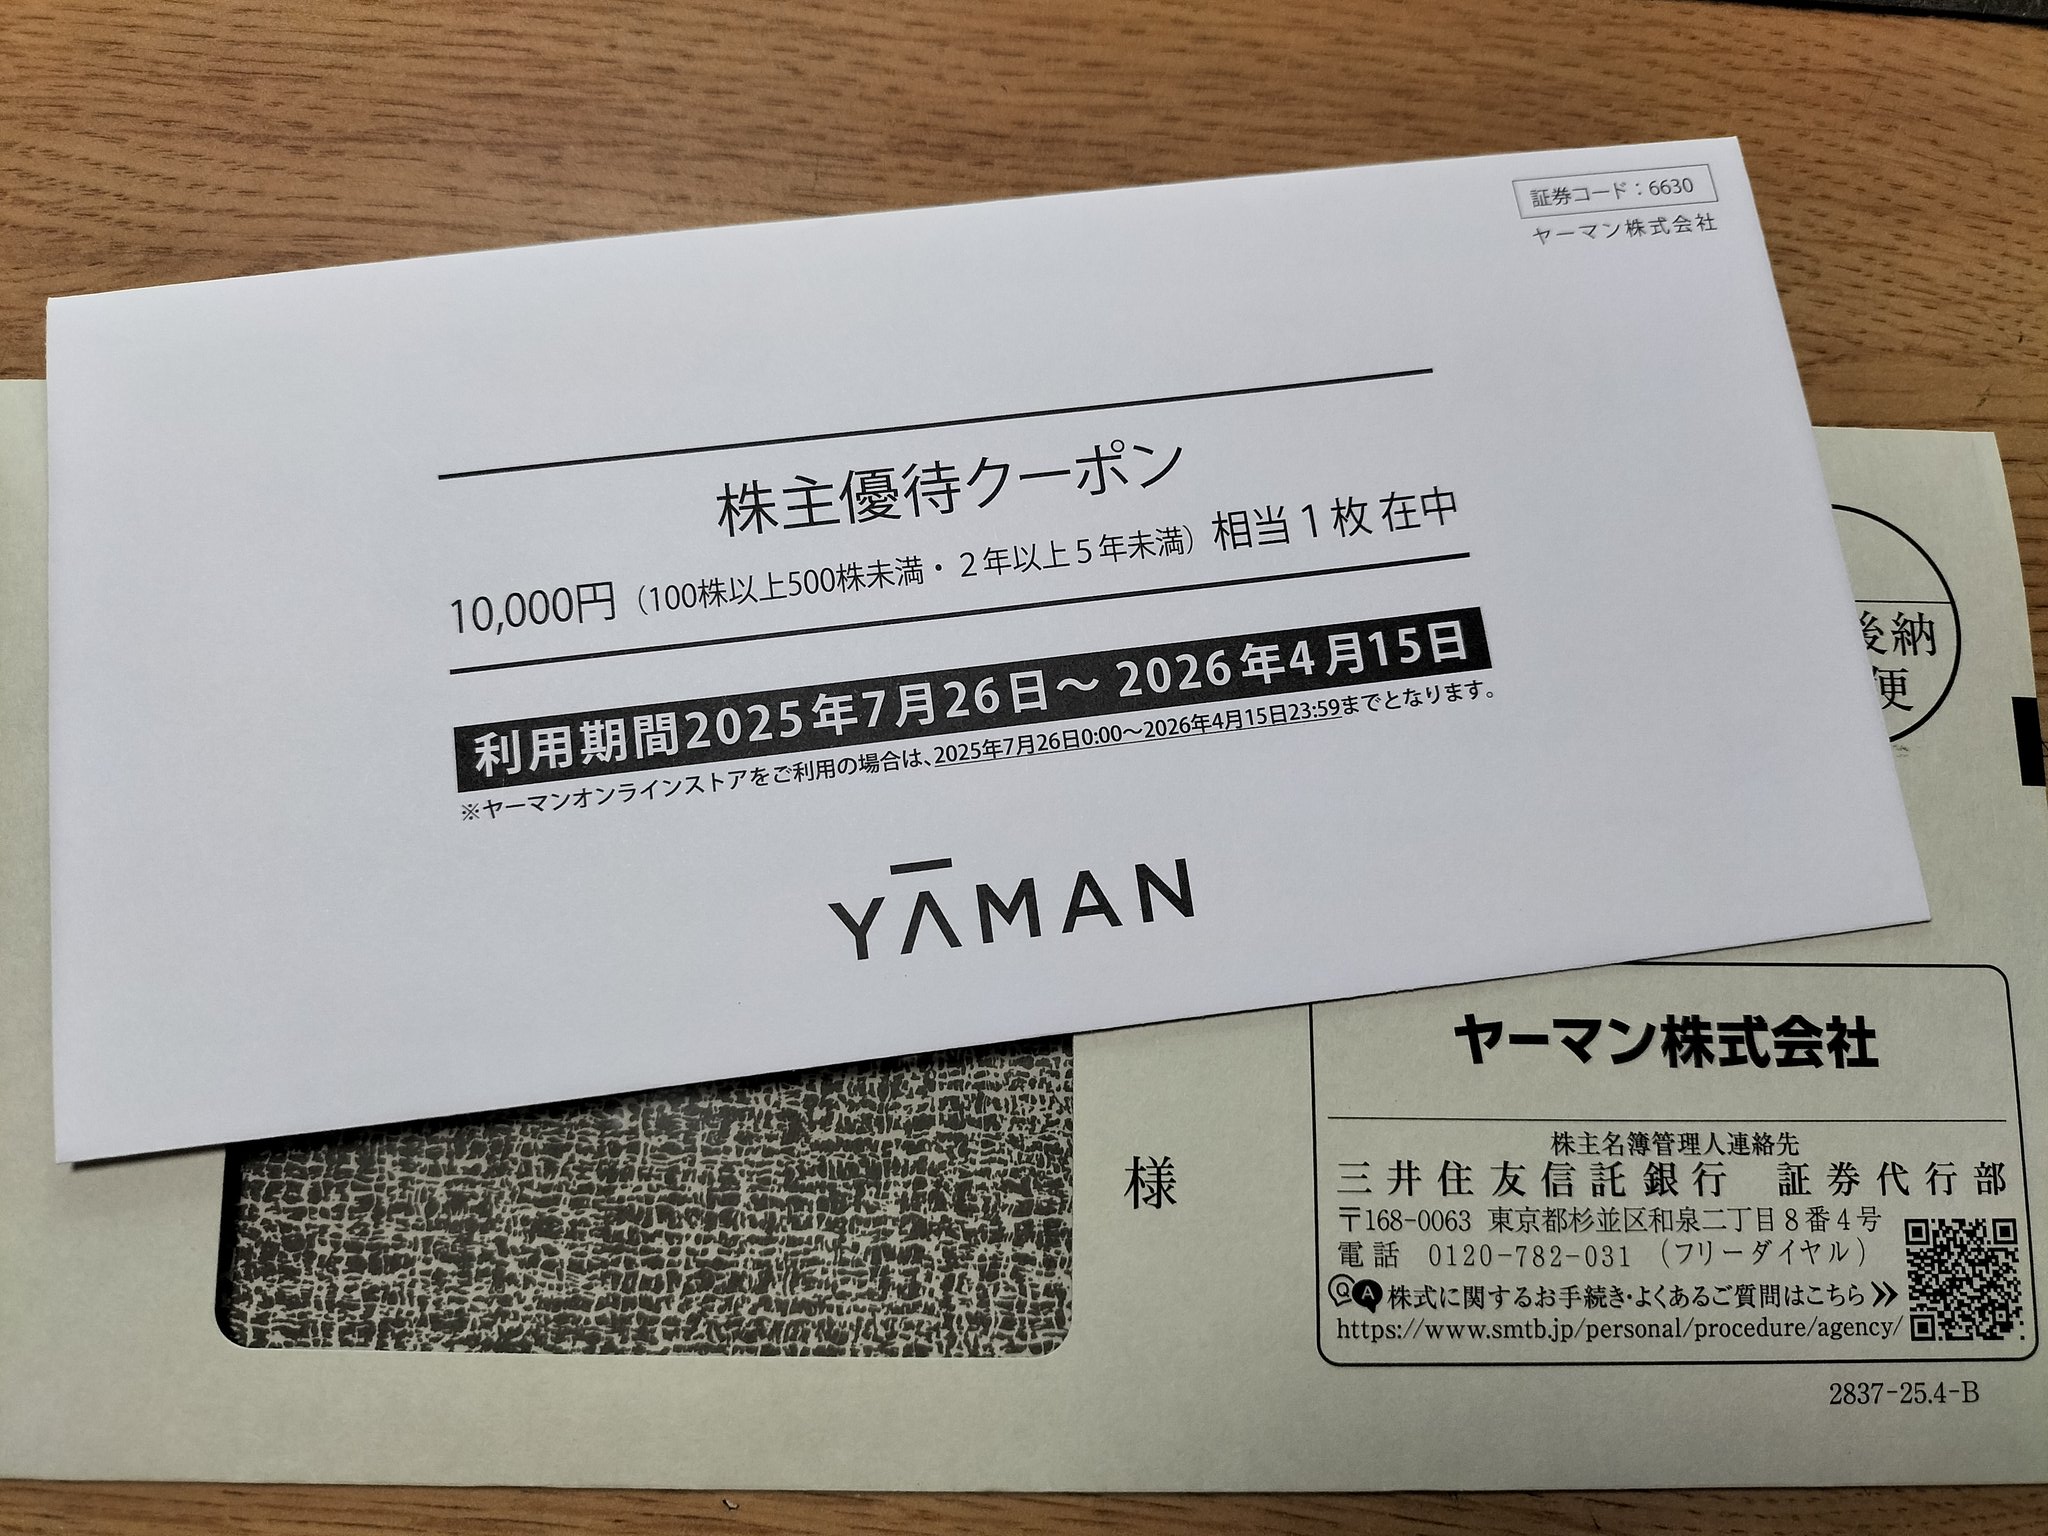 証券コード：6630
ヤーマン株式会社
株主優待クーポン
10,000円（100株以上500株未満・２年以上５年未満）相当１枚 在中
利用期間2025年7月26日～ 2026年4月15日
※ヤーマンオンラインストアをご利用の場合は、2025年7月26日0:00～2026年4月15日23:59までとなります。
YAMAN
後納
便
様
ヤーマン株式会社
株主名簿管理人連絡先
三井住友信託銀行　証券代行部
〒168-0063 東京都杉並区和泉二丁目８番４号
電話　0120-782-031　（フリーダイヤル）
QA 株式に関するお手続き・よくあるご質問はこちら
https://www.smtb.jp/personal/procedure/agency/
2837-25.4-B